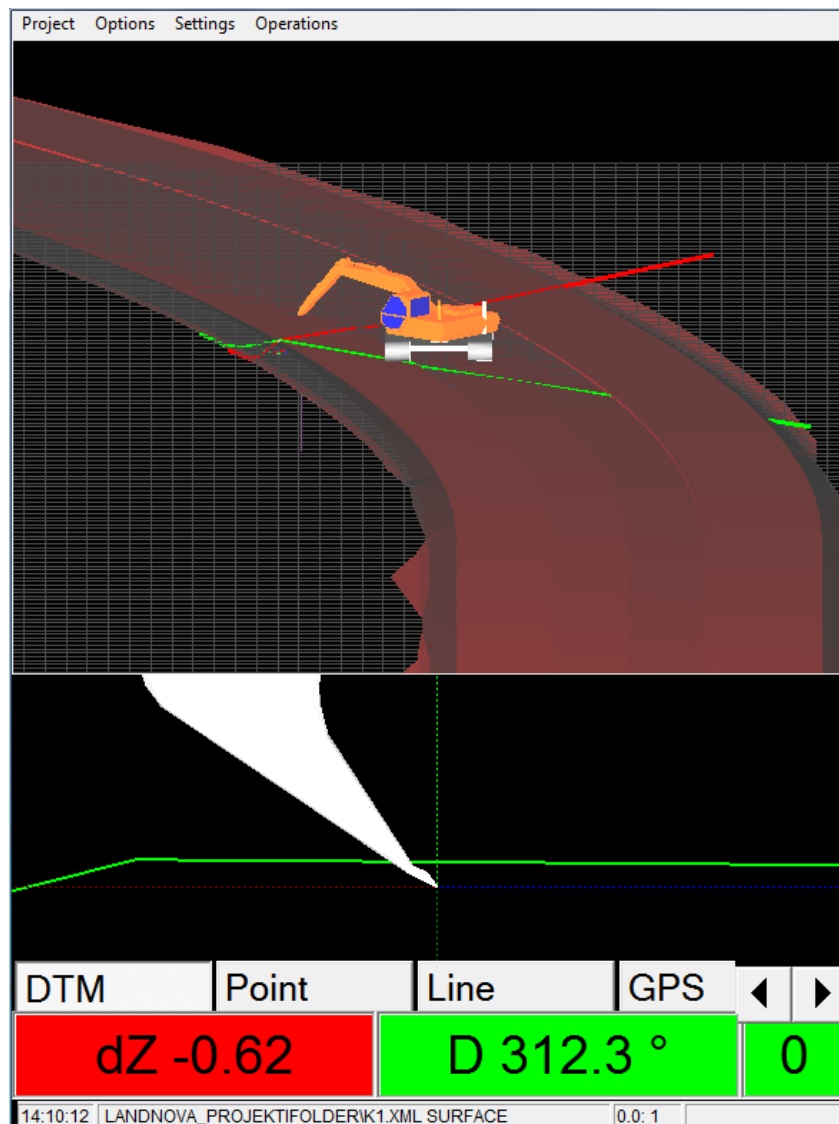 Project Options Settings Operations
DTM Point Line GPS
dZ -0.62 D 312.3 ° 0
14:10:12 LANDNOVA_PROJEKTIFOLDER\K1.XML SURFACE 0.0: 1